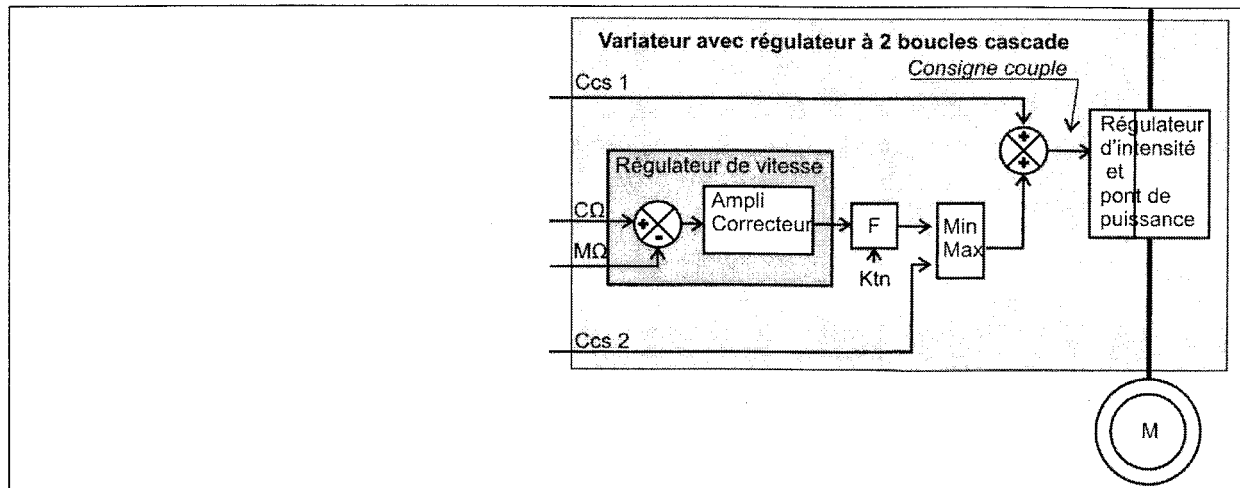 Variateur avec régulateur à 2 boucles cascade
Consigne couple
Ccs 1
Régulateur
d'intensité
et
pont de
puissance
Régulateur de vitesse
Ampli
Correcteur
CΩ
MΩ
+
-
F
Ktn
Min
Max
+
+
Ccs 2
M